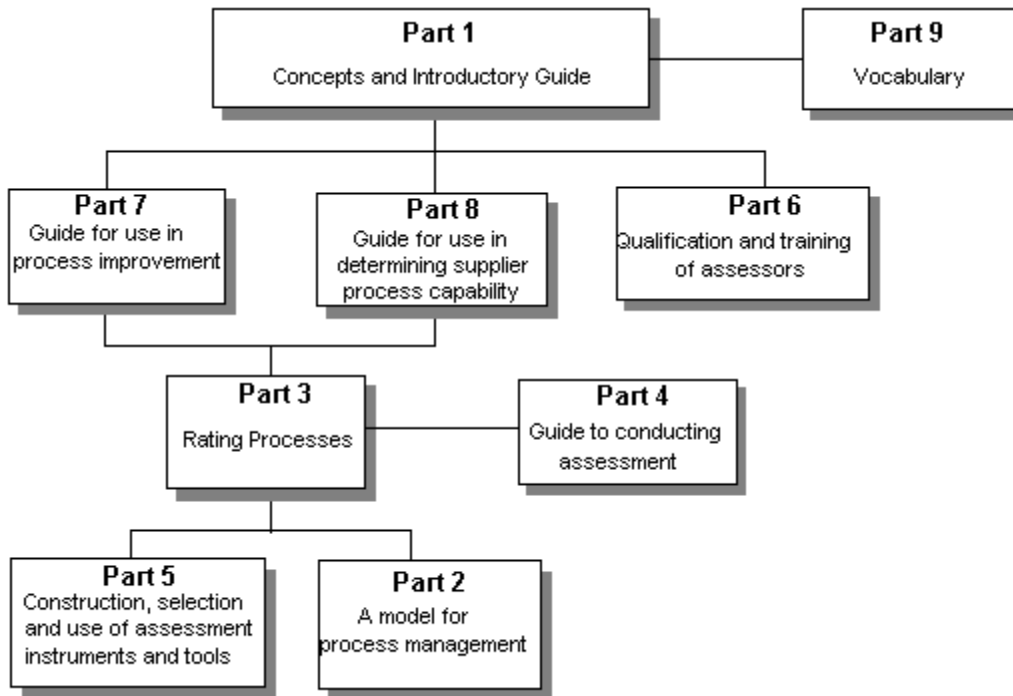 Part 1
Concepts and Introductory Guide
Part 9
Vocabulary
Part 7
Guide for use in
process improvement
Part 8
Guide for use in
determining supplier
process capability
Part 6
Qualification and training
of assessors
Part 3
Rating Processes
Part 4
Guide to conducting
assessment
Part 5
Construction, selection
and use of assessment
instruments and tools
Part 2
A model for
process management